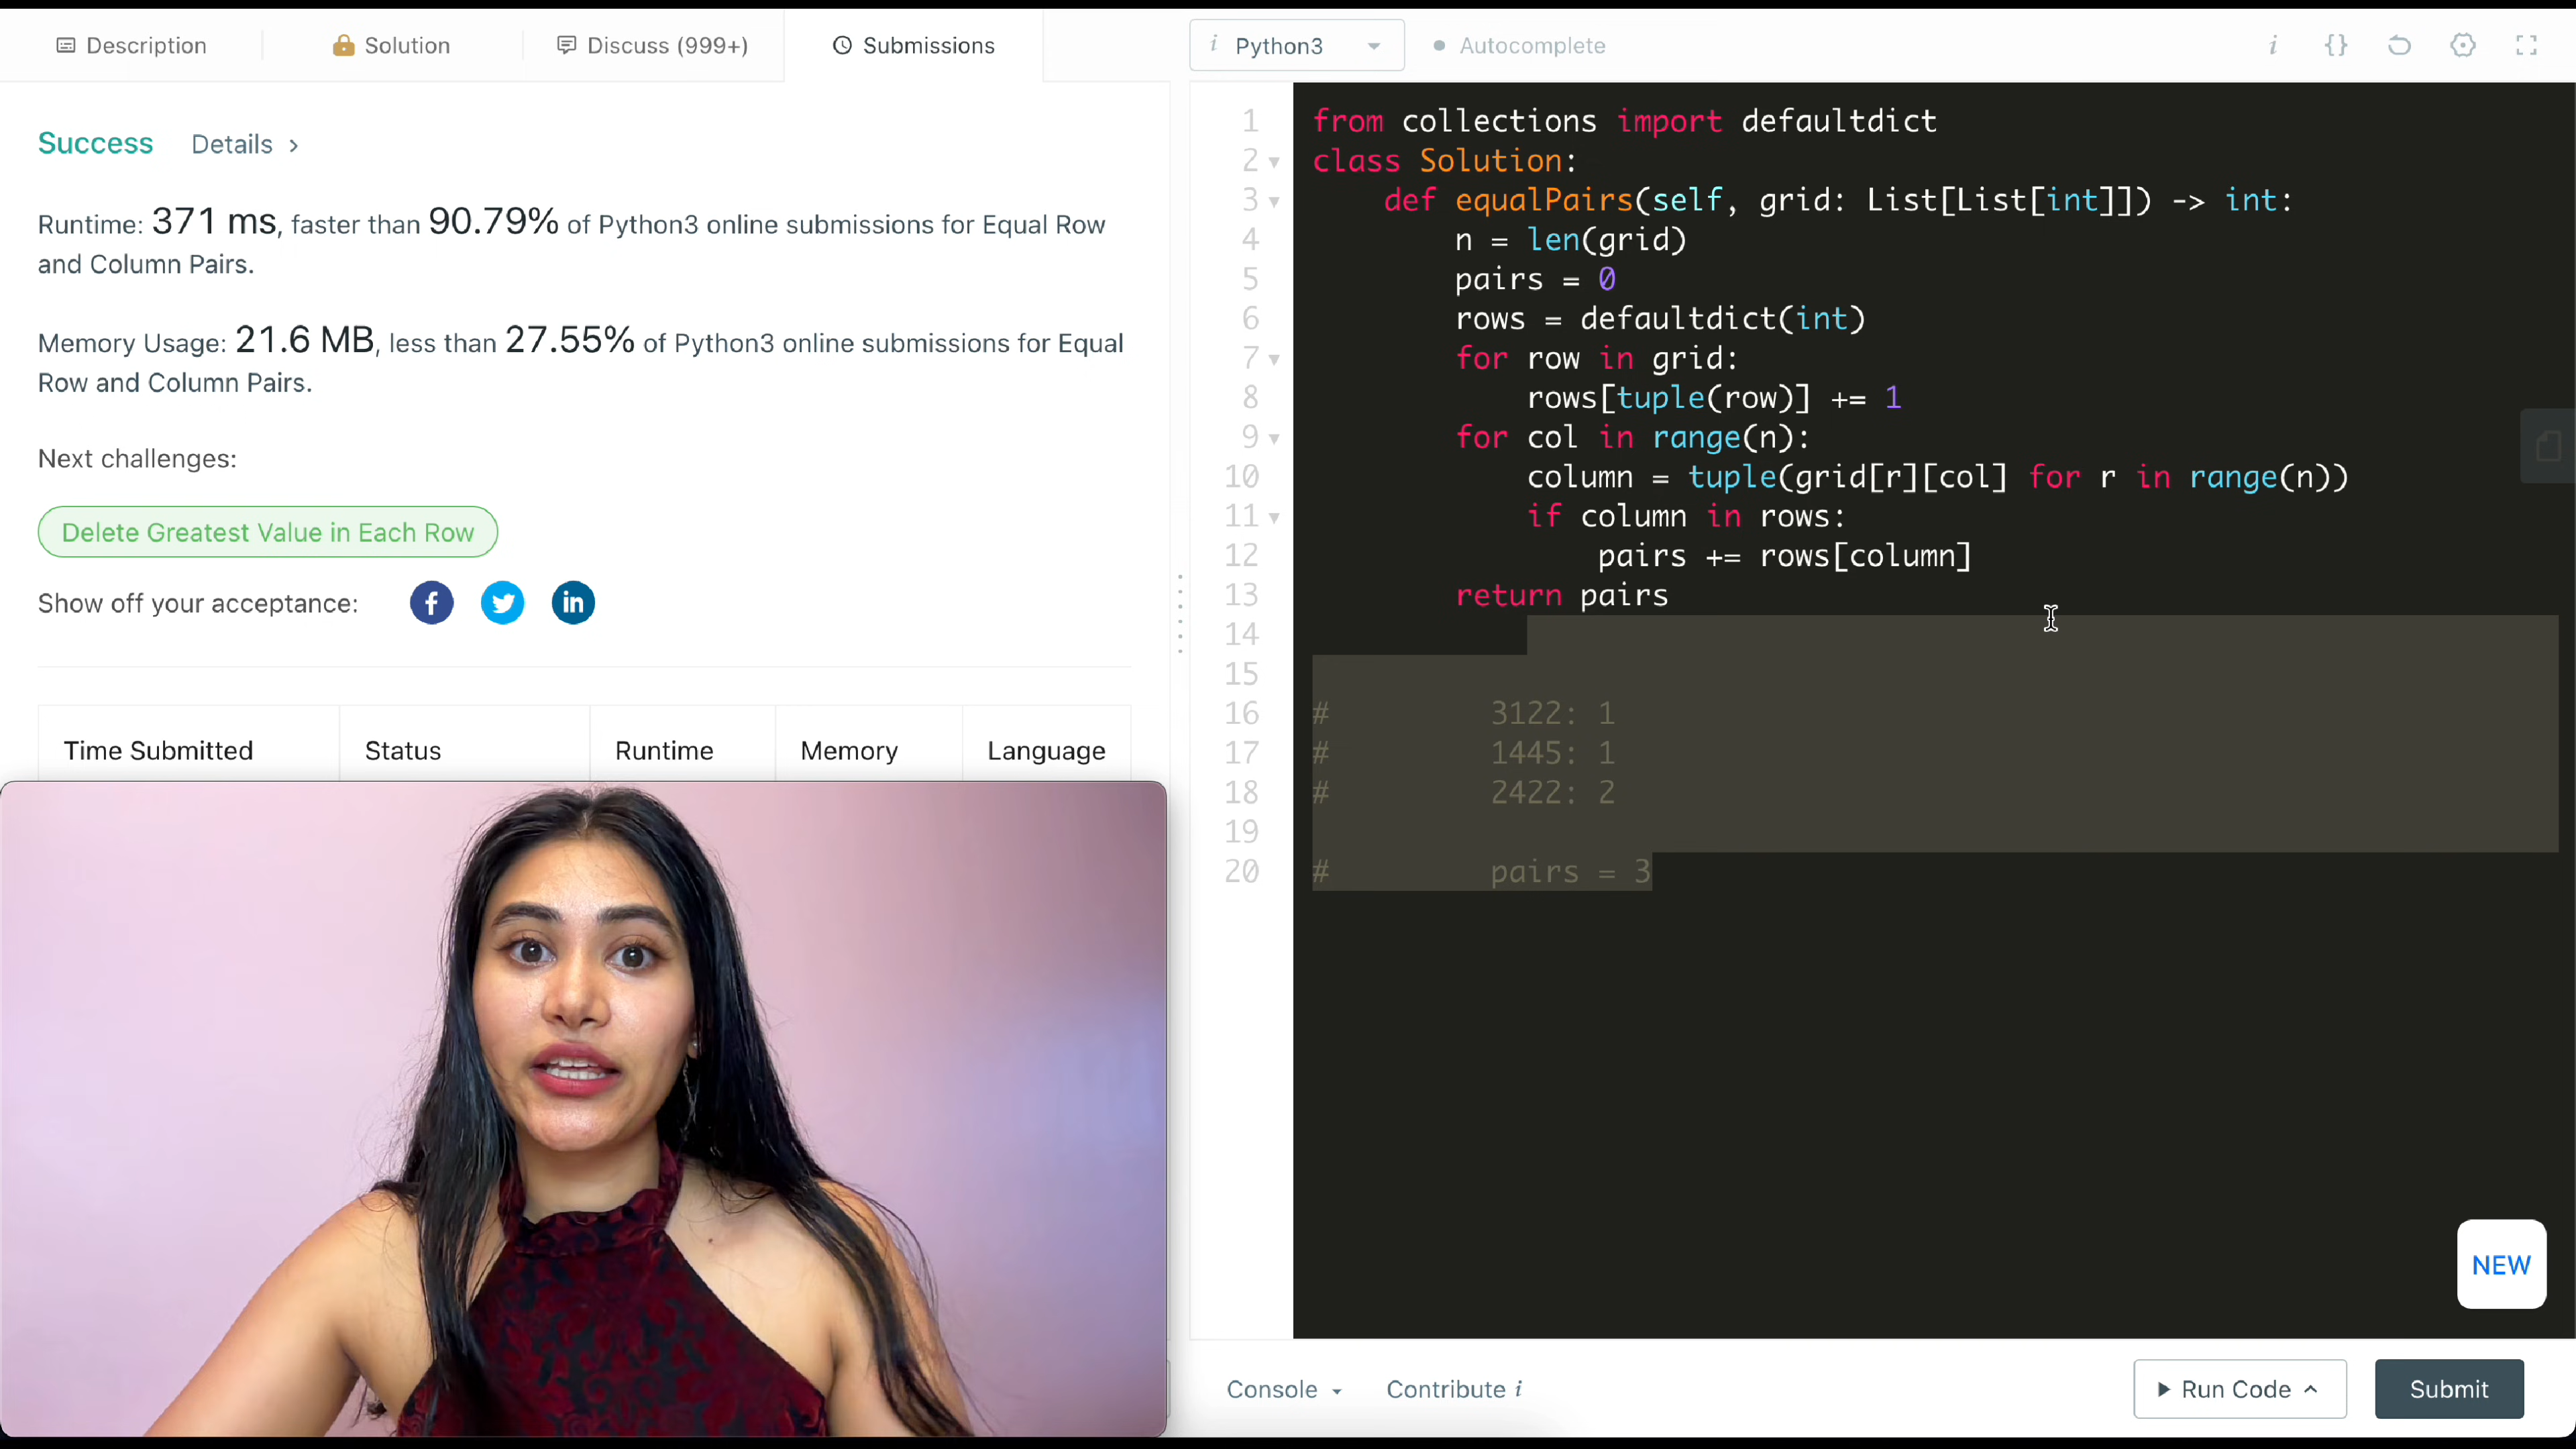 Description
Solution
Discuss (999+)
Submissions
i Python3
Autocomplete
i {}
Success Details >
Runtime: 371 ms, faster than 90.79% of Python3 online submissions for Equal Row
and Column Pairs.
Memory Usage: 21.6 MB, less than 27.55% of Python3 online submissions for Equal
Row and Column Pairs.
Next challenges:
Delete Greatest Value in Each Row
Show off your acceptance: f in
Time Submitted Status Runtime Memory Language
1 from collections import defaultdict
2 class Solution:
3 def equalPairs(self, grid: List[List[int]]) -> int:
4 n = len(grid)
5 pairs = 0
6 rows = defaultdict(int)
7 for row in grid:
8 rows[tuple(row)] += 1
9 for col in range(n):
10 column = tuple(grid[r][col] for r in range(n))
11 if column in rows:
12 pairs += rows[column]
13 return pairs
14
15
16 # 3122: 1
17 # 1445: 1
18 # 2422: 2
19
20 # pairs = 3
NEW
Console Contribute i
Run Code
Submit